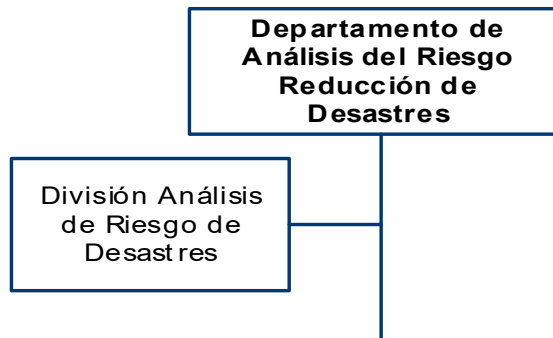 Departamento de
Análisis del Riesgo
Reducción de
Desastres
División Análisis
de Riesgo de
Desastres